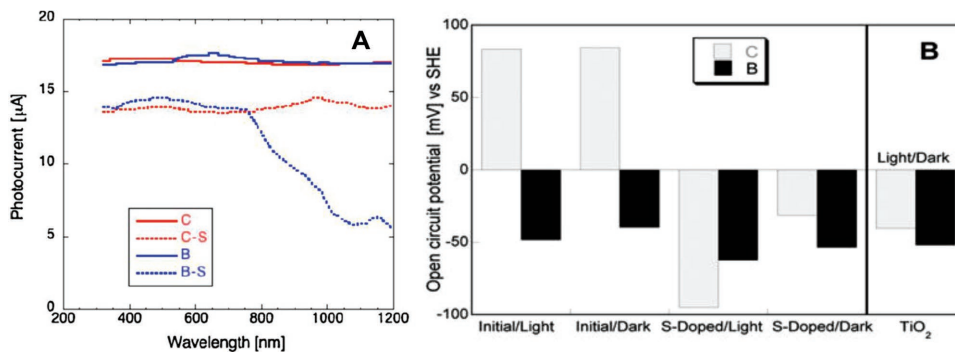 A
Photocurrent [µA]
20
15
10
5
0
200
400
600
800
1000
1200
Wavelength [nm]
C
C-S
B
B-S
B
Open circuit potential [mV] vs SHE
100
50
0
-50
-100
C
B
Light/Dark
Initial/Light
Initial/Dark
S-Doped/Light
S-Doped/Dark
TiO₂